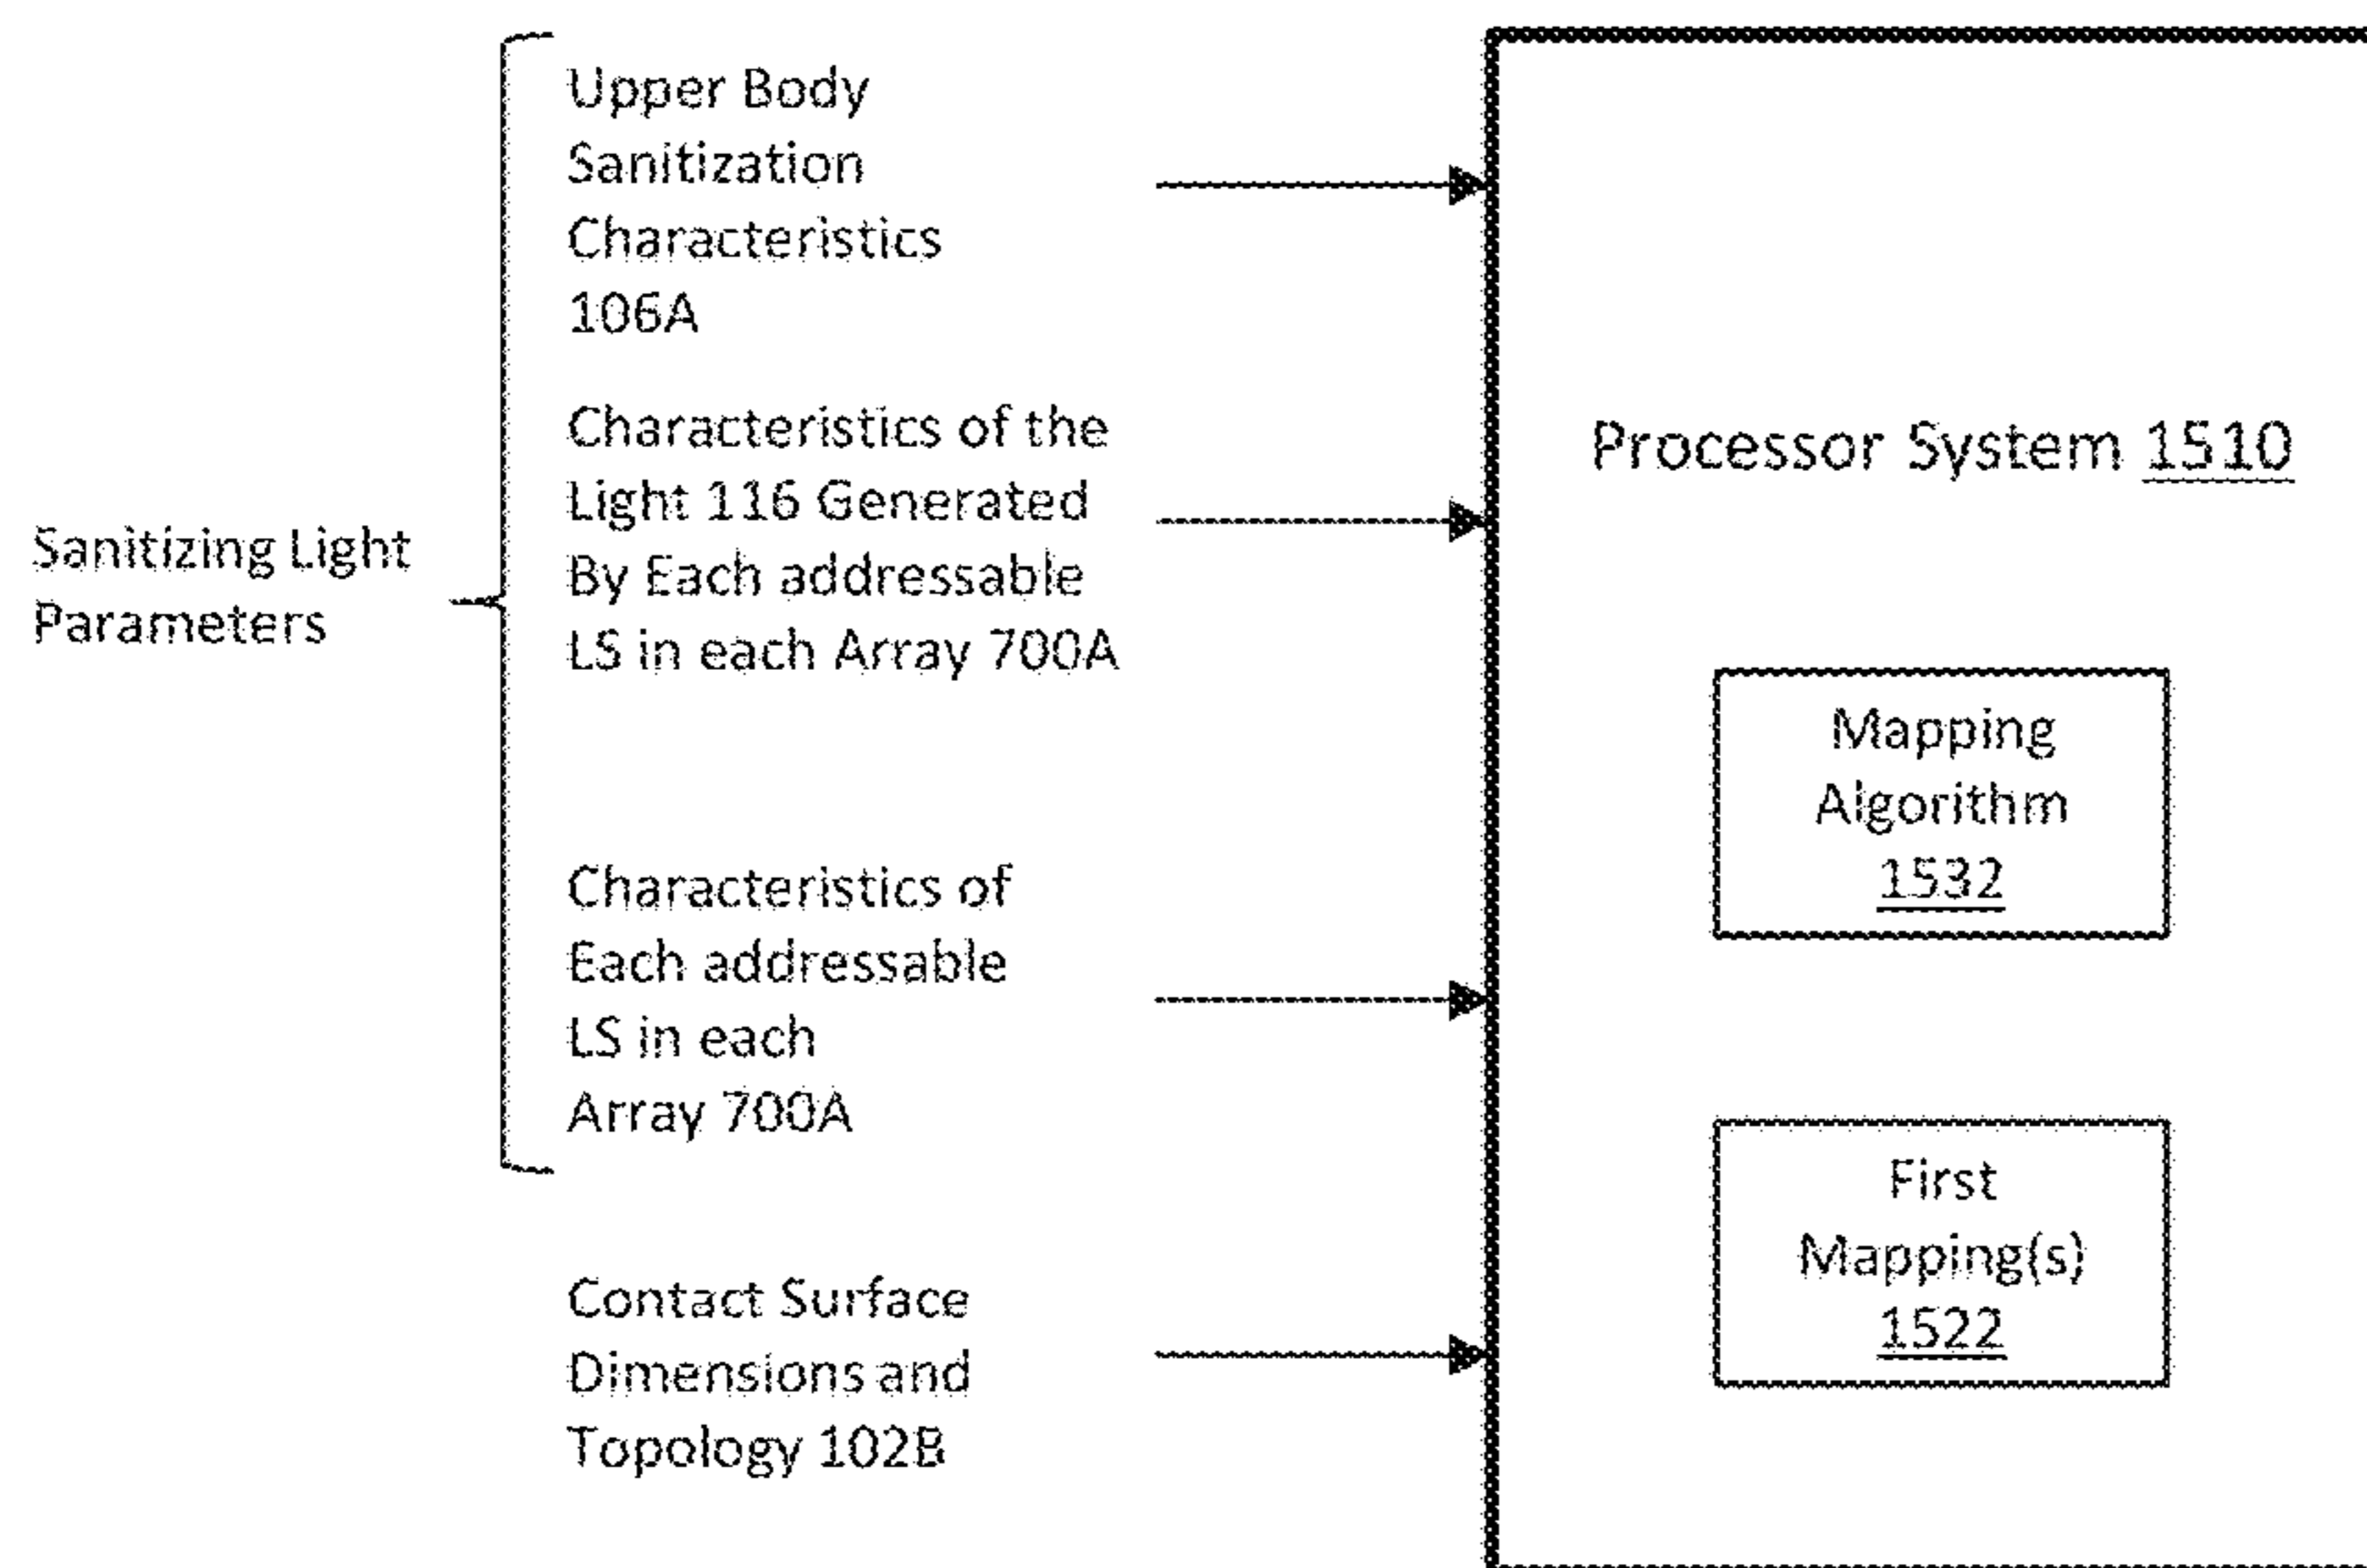 Upper Body
Sanitization
Characteristics
106A
Characteristics of the
Light 116 Generated
By Each addressable
LS in each Array 700A
Sanitizing Light
Parameters
Characteristics of
Each addressable
LS in each
Array 700A
Contact Surface
Dimensions and
Topology 102B
Processor System 1510
Mapping
Algorithm
1532
First
Mapping(s)
1522